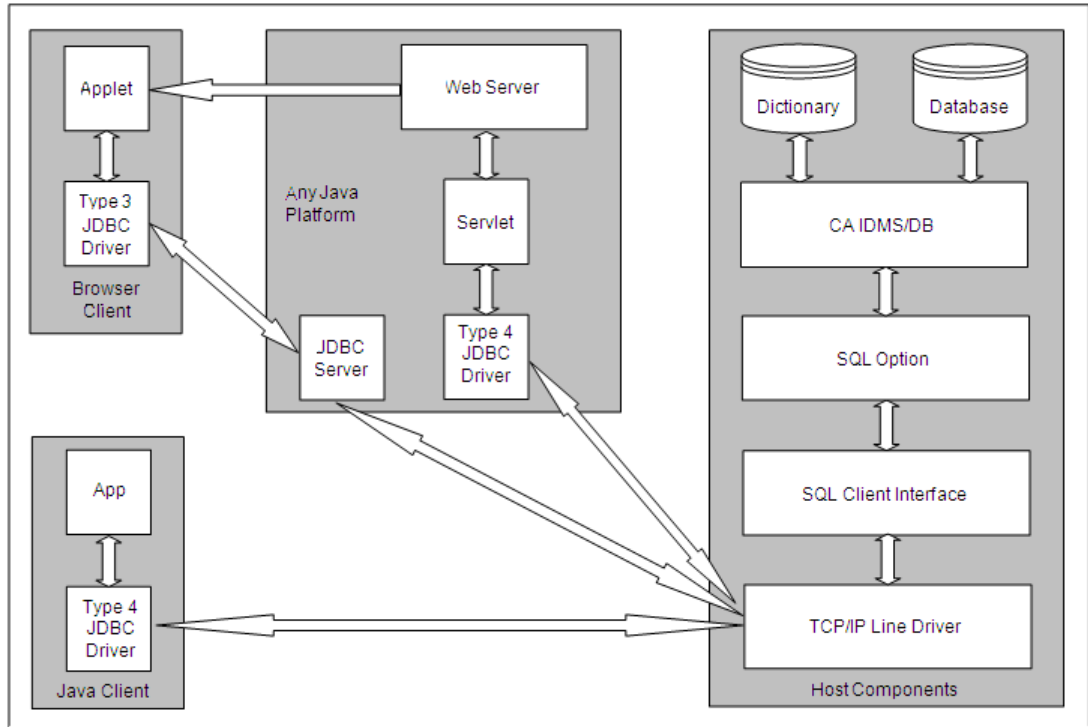 Applet
Type 3
JDBC
Driver
Browser
Client
Web Server
Any Java
Platform
Servlet
JDBC
Server
Type 4
JDBC
Driver
App
Type 4
JDBC
Driver
Java Client
Dictionary
Database
CA IDMS/DB
SQL Option
SQL Client Interface
TCP/IP Line Driver
Host Components